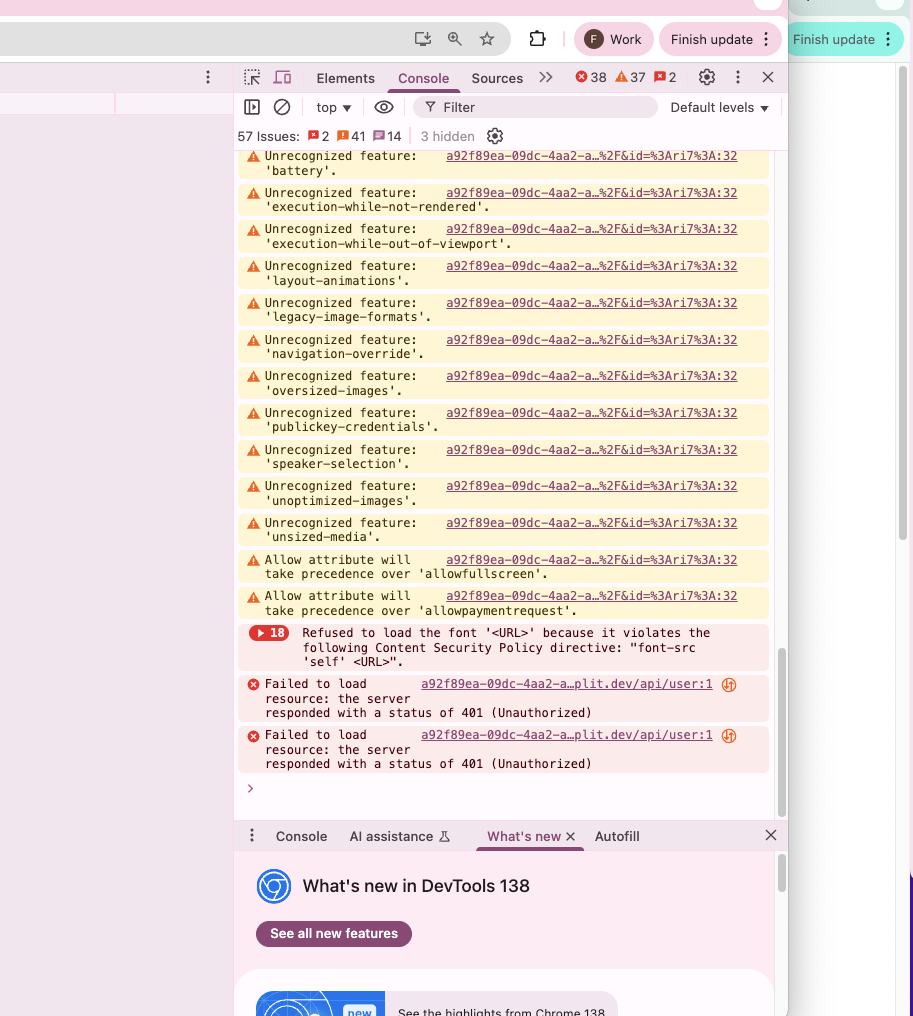 F Work Finish update Finish update
Elements Console Sources 38 37 2
top Filter Default levels
57 Issues: 2 41 14 3 hidden
Unrecognized feature: a92f89ea-09dc-4aa2-a…%2F&id=%3Ari7%3A:32
'battery'.
Unrecognized feature: a92f89ea-09dc-4aa2-a…%2F&id=%3Ari7%3A:32
'execution-while-not-rendered'.
Unrecognized feature: a92f89ea-09dc-4aa2-a…%2F&id=%3Ari7%3A:32
'execution-while-out-of-viewport'.
Unrecognized feature: a92f89ea-09dc-4aa2-a…%2F&id=%3Ari7%3A:32
'layout-animations'.
Unrecognized feature: a92f89ea-09dc-4aa2-a…%2F&id=%3Ari7%3A:32
'legacy-image-formats'.
Unrecognized feature: a92f89ea-09dc-4aa2-a…%2F&id=%3Ari7%3A:32
'navigation-override'.
Unrecognized feature: a92f89ea-09dc-4aa2-a…%2F&id=%3Ari7%3A:32
'oversized-images'.
Unrecognized feature: a92f89ea-09dc-4aa2-a…%2F&id=%3Ari7%3A:32
'publickey-credentials'.
Unrecognized feature: a92f89ea-09dc-4aa2-a…%2F&id=%3Ari7%3A:32
'speaker-selection'.
Unrecognized feature: a92f89ea-09dc-4aa2-a…%2F&id=%3Ari7%3A:32
'unoptimized-images'.
Unrecognized feature: a92f89ea-09dc-4aa2-a…%2F&id=%3Ari7%3A:32
'unsized-media'.
Allow attribute will a92f89ea-09dc-4aa2-a…%2F&id=%3Ari7%3A:32
take precedence over 'allowfullscreen'.
Allow attribute will a92f89ea-09dc-4aa2-a…%2F&id=%3Ari7%3A:32
take precedence over 'allowpaymentrequest'.
18 Refused to load the font '<URL>' because it violates the
following Content Security Policy directive: "font-src
'self' <URL>".
Failed to load a92f89ea-09dc-4aa2-a…plit.dev/api/user:1
resource: the server
responded with a status of 401 (Unauthorized)
Failed to load a92f89ea-09dc-4aa2-a…plit.dev/api/user:1
resource: the server
responded with a status of 401 (Unauthorized)
Console AI assistance What's new Autofill
What's new in DevTools 138
See all new features
new See the highlights from Chrome 138